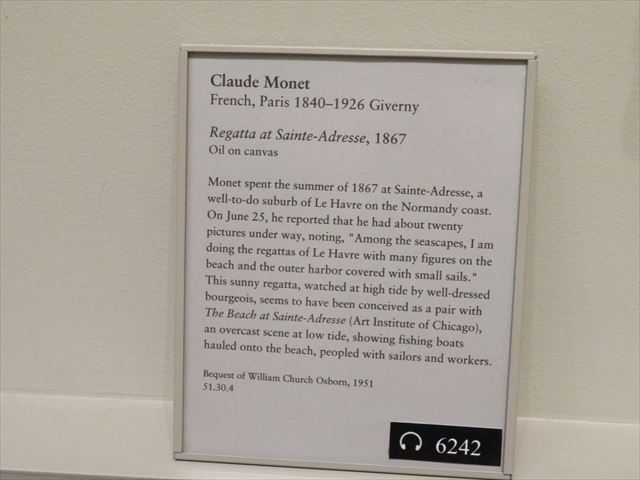 Claude Monet
French, Paris 1840–1926 Giverny
Regatta at Sainte-Adresse, 1867
Oil on canvas
Monet spent the summer of 1867 at Sainte-Adresse, a
well-to-do suburb of Le Havre on the Normandy coast.
On June 25, he reported that he had about twenty
pictures under way, noting, "Among the seascapes, I am
doing the regattas of Le Havre with many figures on the
beach and the outer harbor covered with small sails."
This sunny regatta, watched at high tide by well-dressed
bourgeois, seems to have been conceived as a pair with
The Beach at Sainte-Adresse (Art Institute of Chicago),
an overcast scene at low tide, showing fishing boats
hauled onto the beach, peopled with sailors and workers.
Bequest of William Church Osborn, 1951
51.30.4
6242